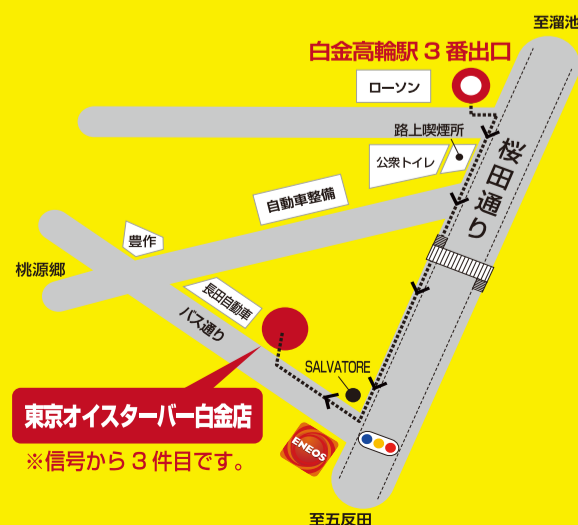 至溜池
白金高輪駅3番出口
ローソン
路上喫煙所
公衆トイレ
桜田通り
自動車整備
豊作
桃源郷
長田自動車
バス通り
SALVATORE
東京オイスターバー白金店
※信号から3件目です。
ENEOS
至五反田